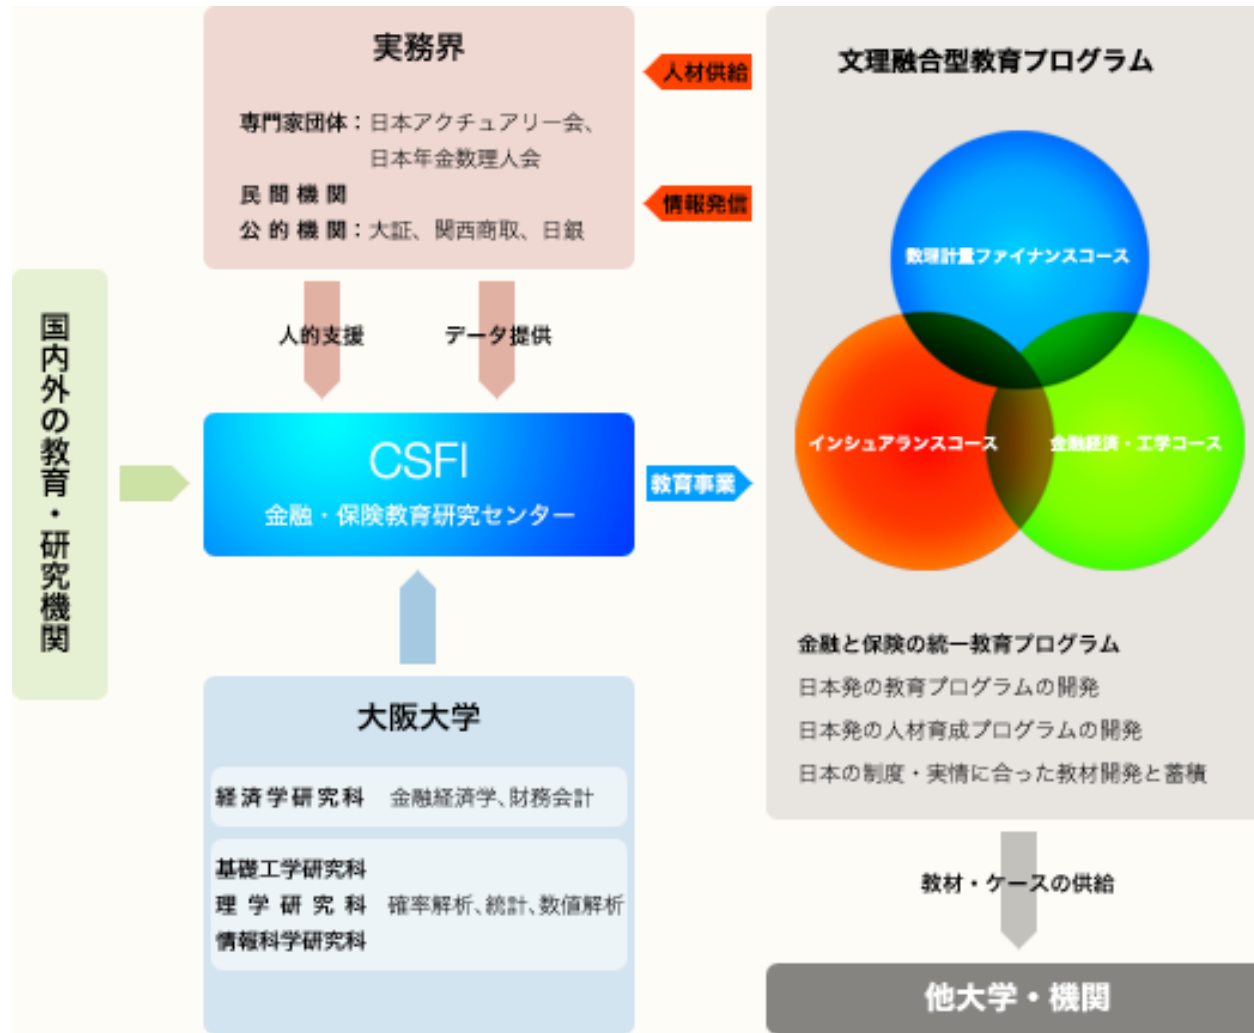 実務界
専門家団体：日本アクチュアリー会、
日本年金数理人会
民間機関
公的機関：大証、関西商取、日銀
人材供給
情報発信
文理融合型教育プログラム
数理計量ファイナンスコース
インシュアランスコース
金融経済・工学コース
国内外の教育・研究機関
人的支援
データ提供
CSFI
金融・保険教育研究センター
教育事業
大阪大学
経済学研究科 金融経済学、財務会計
基礎工学研究科
理学研究科 確率解析、統計、数値解析
情報科学研究科
金融と保険の統一教育プログラム
日本発の教育プログラムの開発
日本発の人材育成プログラムの開発
日本の制度・実情に合った教材開発と蓄積
教材・ケースの供給
他大学・機関